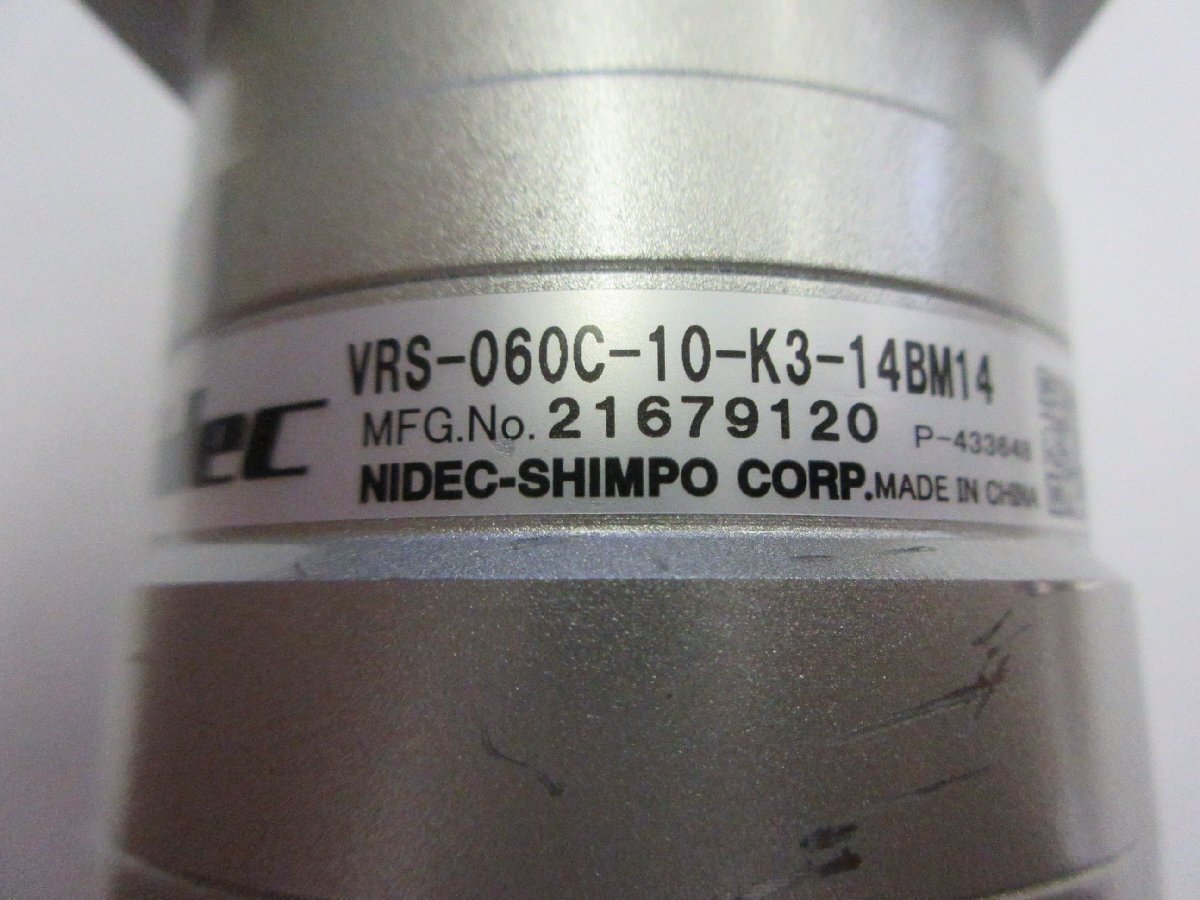 VRS-060C-10-K3-14BM14
MFG.No. 21679120
NIDEC-SHIMPO CORP. MADE IN CHINA